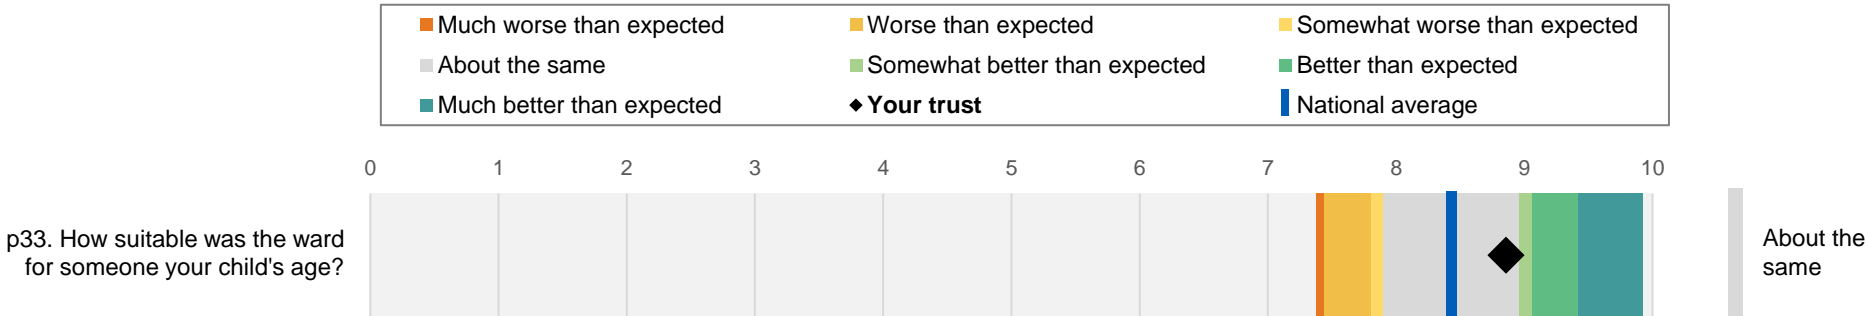 Much worse than expected
Worse than expected
Somewhat worse than expected
About the same
Somewhat better than expected
Better than expected
Much better than expected
Your trust
National average
0 1 2 3 4 5 6 7 8 9 10
p33. How suitable was the ward
for someone your child's age?
About the
same